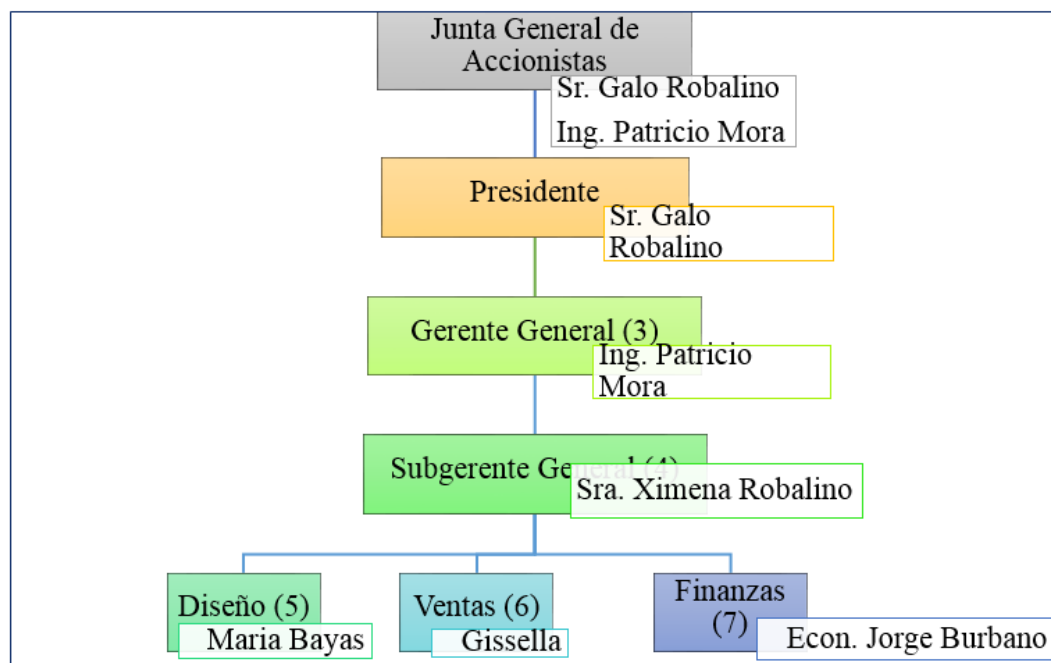 Junta General de
Accionistas
Sr. Galo Robalino
Ing. Patricio Mora
Presidente
Sr. Galo
Robalino
Gerente General (3)
Ing. Patricio
Mora
Subgerente General (4)
Sra. Ximena Robalino
Diseño (5)
Maria Bayas
Ventas (6)
Gissella
Finanzas
(7)
Econ. Jorge Burbano